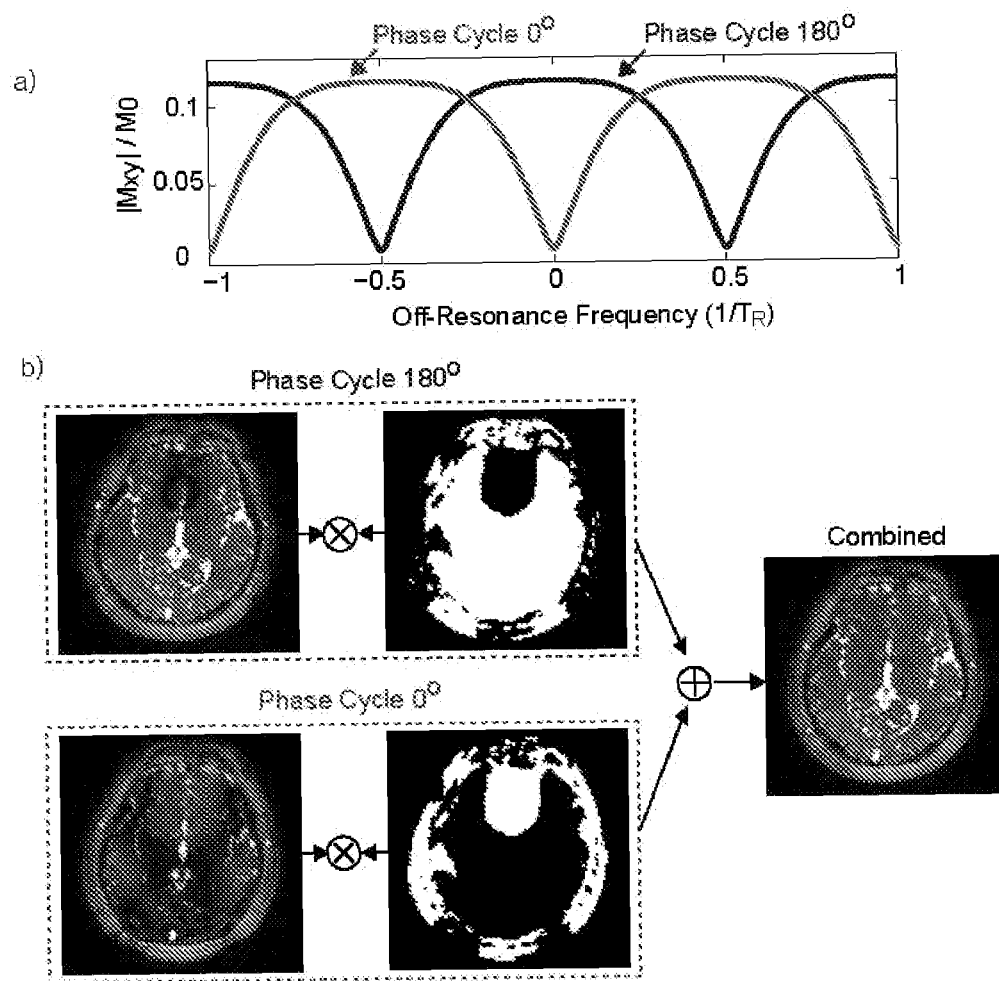 a)
Phase Cycle 0°
Phase Cycle 180°
|Mxy| / M0
0.1
0.05
0
−1
−0.5
0
0.5
1
Off-Resonance Frequency (1/TR)
b)
Phase Cycle 180°
Combined
Phase Cycle 0°